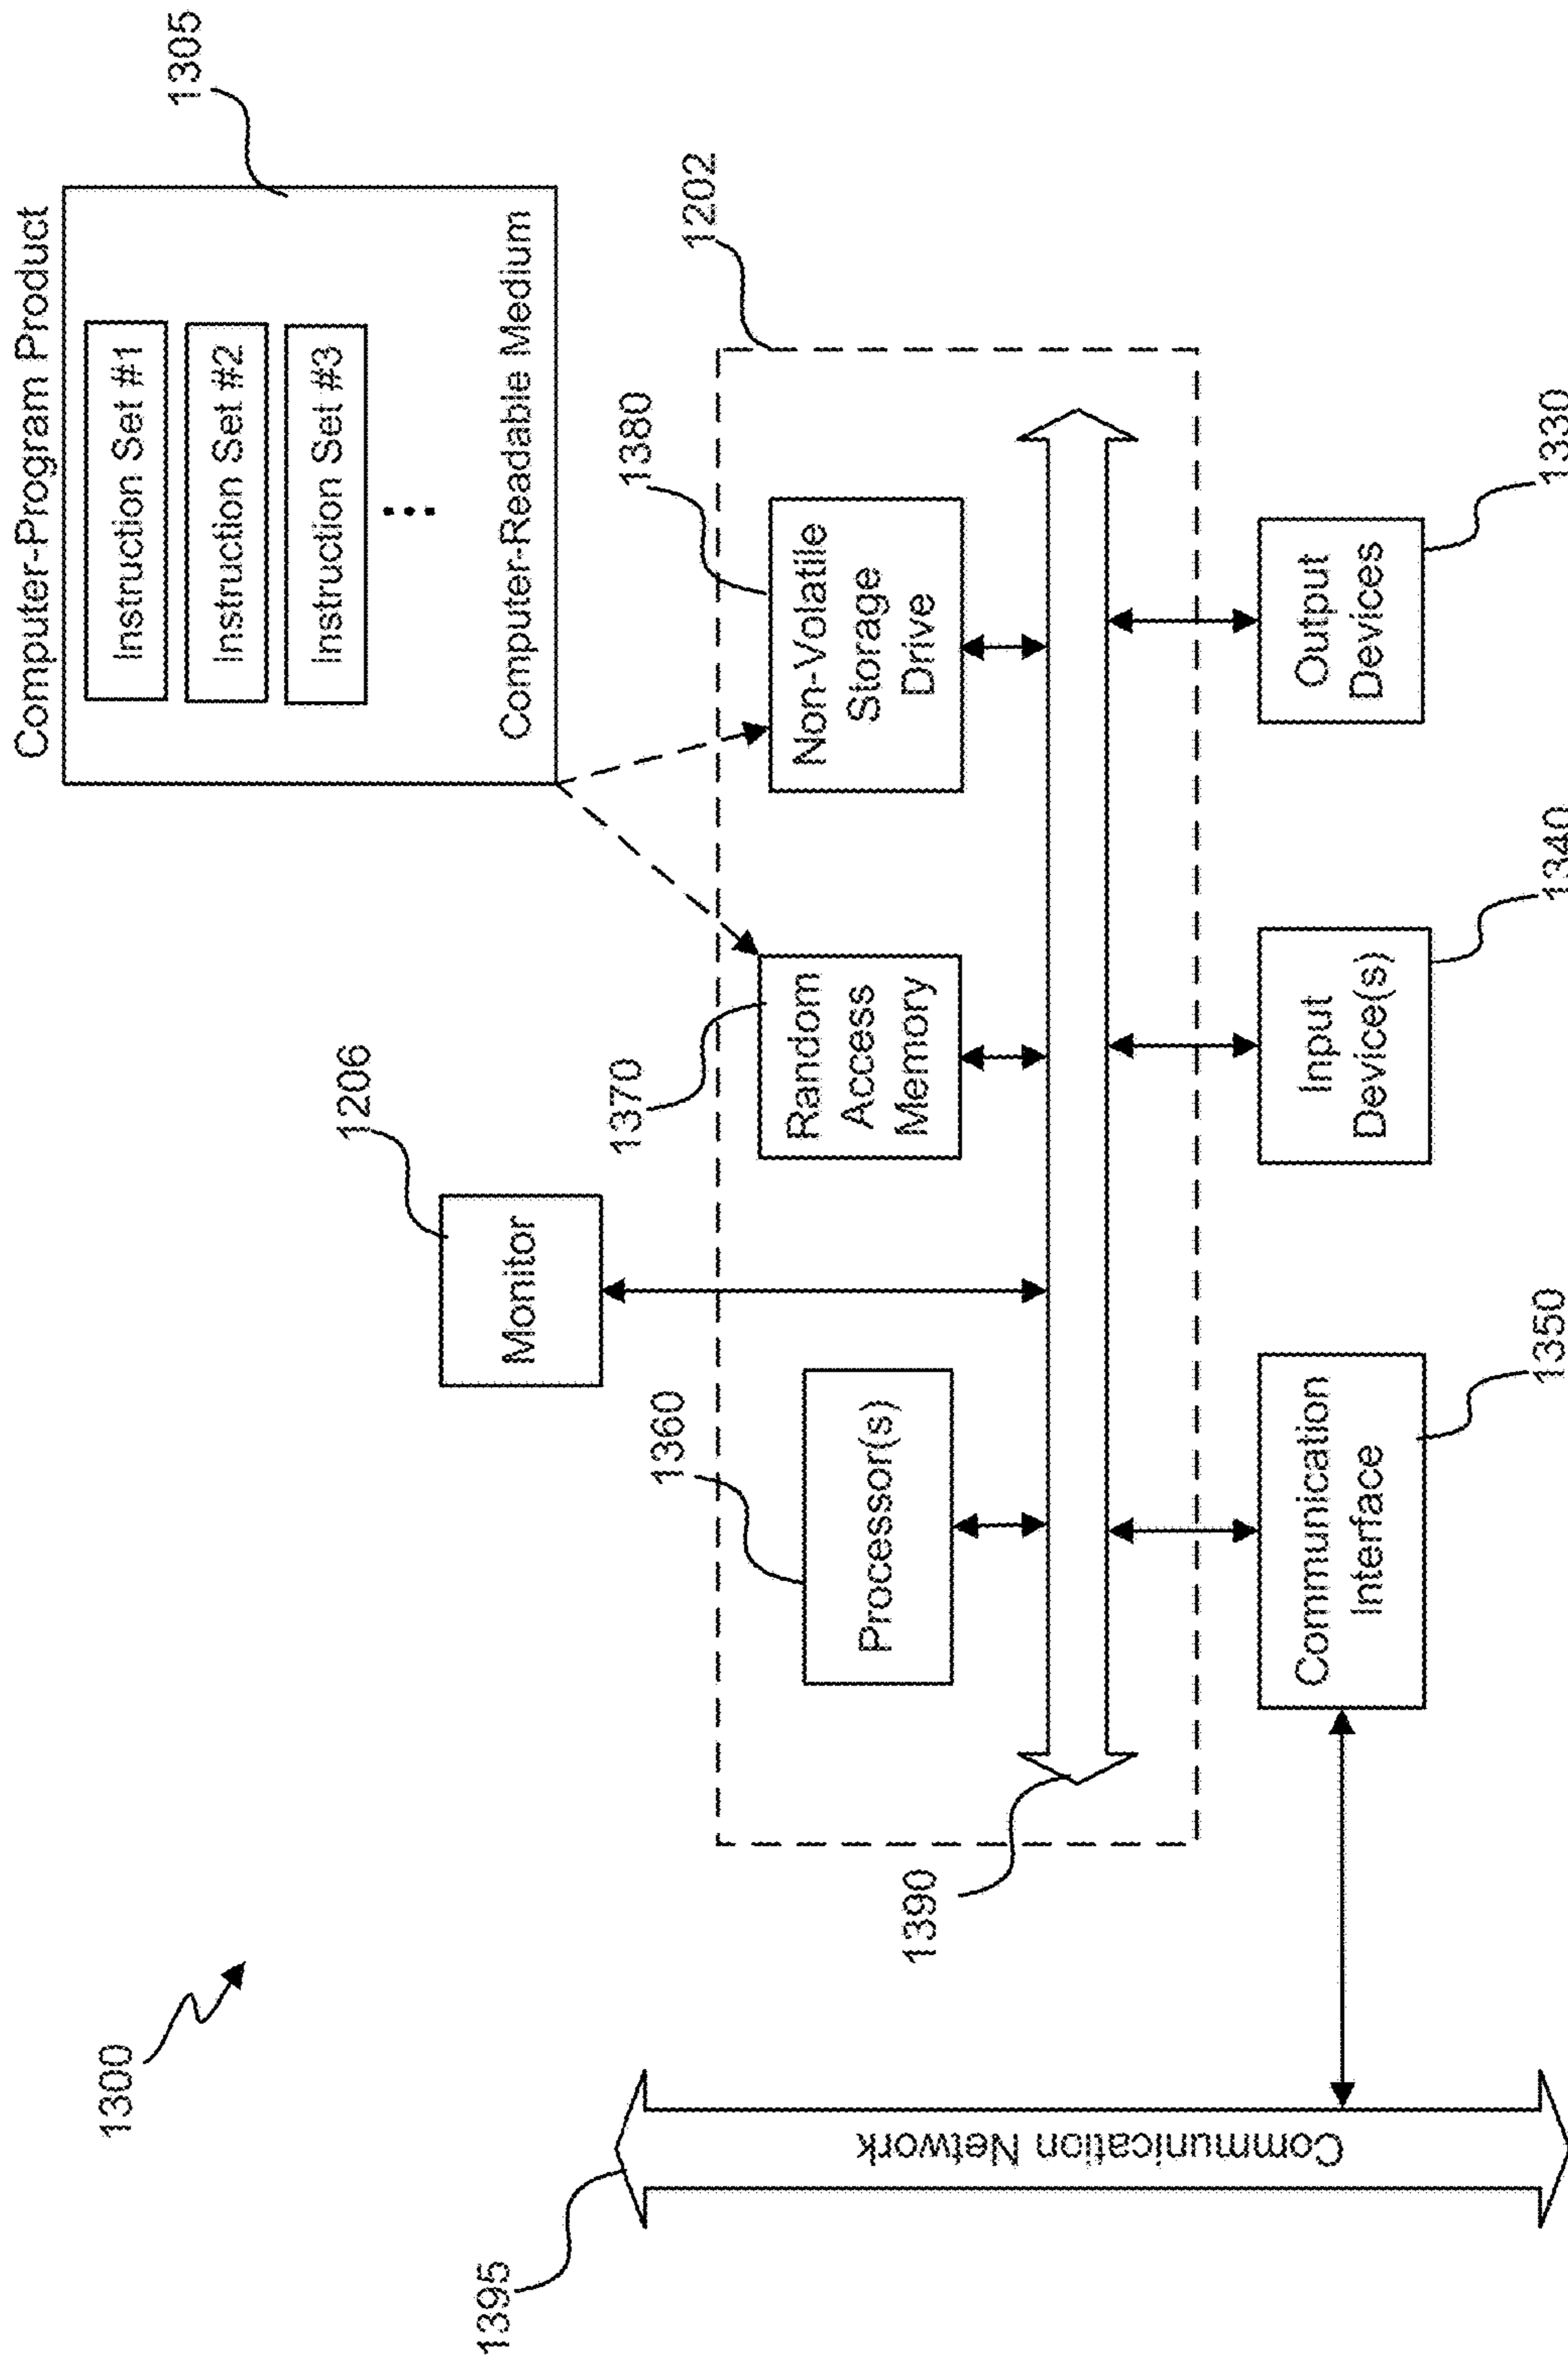 1300
Computer-Program Product
1305
Instruction Set #1
Instruction Set #2
Instruction Set #3
Computer-Readable Medium
1206
Monitor
1202
1360
Processor(s)
1370
Random
Access
Memory
1380
Non-Volatile
Storage
Drive
1390
1395
Communication Network
Communication
Interface
1350
Input
Device(s)
1340
Output
Devices
1330